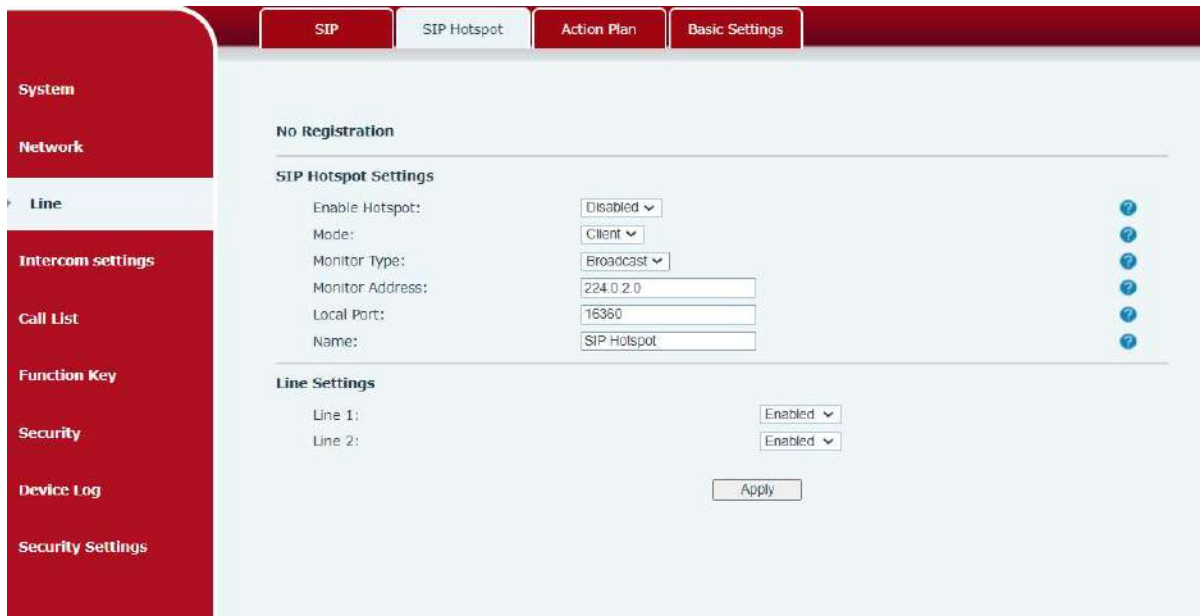 SIP
SIP Hotspot
Action Plan
Basic Settings
System
Network
Line
Intercom settings
Call List
Function Key
Security
Device Log
Security Settings
No Registration
SIP Hotspot Settings
Enable Hotspot: Disabled
Mode: Client
Monitor Type: Broadcast
Monitor Address: 224.0.2.0
Local Port: 16360
Name: SIP Hotspot
Line Settings
Line 1: Enabled
Line 2: Enabled
Apply